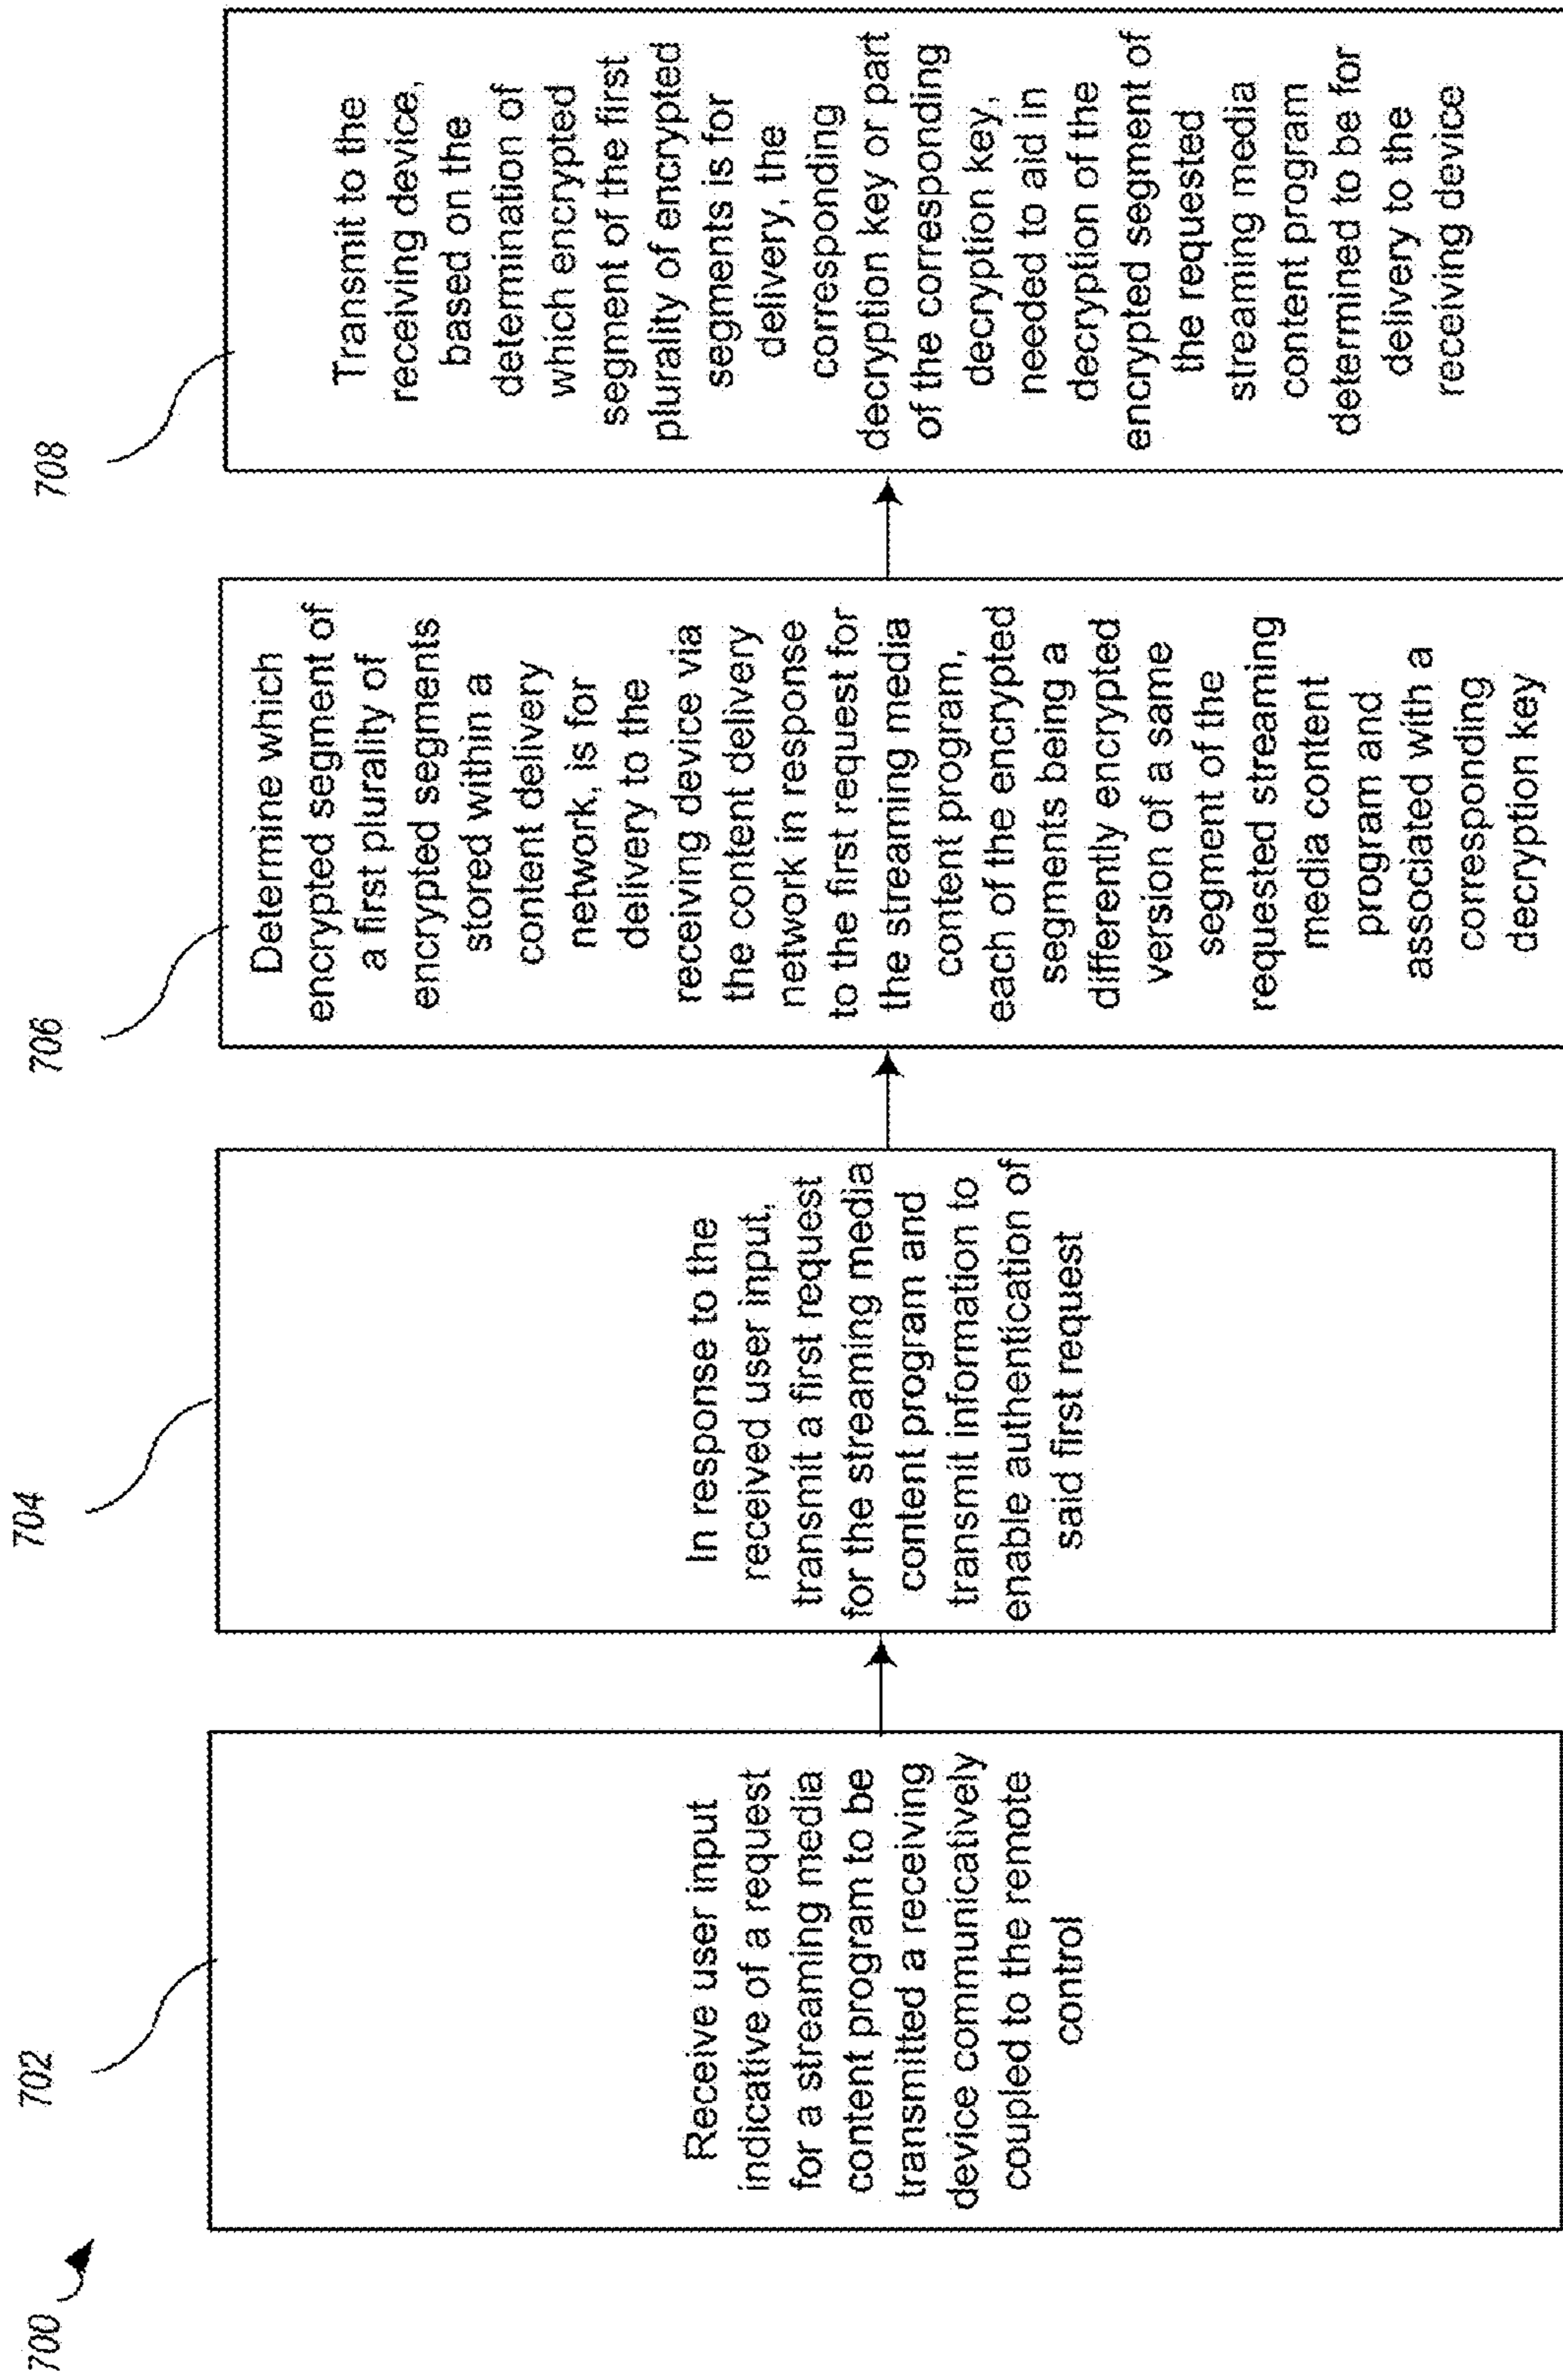 700
702
Receive user input
indicative of a request
for a streaming media
content program to be
transmitted a receiving
device communicatively
coupled to the remote
control
704
In response to the
received user input,
transmit a first request
for the streaming media
content program and
transmit information to
enable authentication of
said first request
706
Determine which
encrypted segment of
a first plurality of
encrypted segments
stored within a
content delivery
network, is for
delivery to the
receiving device via
the content delivery
network in response
to the first request for
the streaming media
content program,
each of the encrypted
segments being a
differently encrypted
version of a same
segment of the
requested streaming
media content
program and
associated with a
corresponding
decryption key
708
Transmit to the
receiving device,
based on the
determination of
which encrypted
segment of the first
plurality of encrypted
segments is for
delivery, the
corresponding
decryption key or part
of the corresponding
decryption key,
needed to aid in
decryption of the
encrypted segment of
the requested
streaming media
content program
determined to be for
delivery to the
receiving device